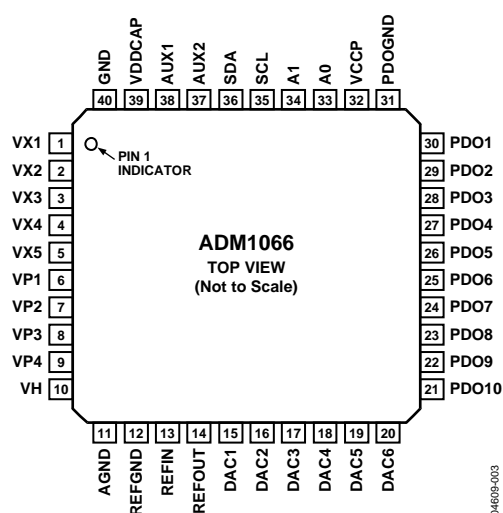 GND
VDDCAP
AUX1
AUX2
SDA
SCL
A1
A0
VCCP
PDOGND
40
39
38
37
36
35
34
33
32
31
VX1 1
VX2 2
VX3 3
VX4 4
VX5 5
VP1 6
VP2 7
VP3 8
VP4 9
VH 10
PIN 1
INDICATOR
ADM1066
TOP VIEW
(Not to Scale)
30 PDO1
29 PDO2
28 PDO3
27 PDO4
26 PDO5
25 PDO6
24 PDO7
23 PDO8
22 PDO9
21 PDO10
11
12
13
14
15
16
17
18
19
20
AGND
REFGND
REFIN
REFOUT
DAC1
DAC2
DAC3
DAC4
DAC5
DAC6
04609-003